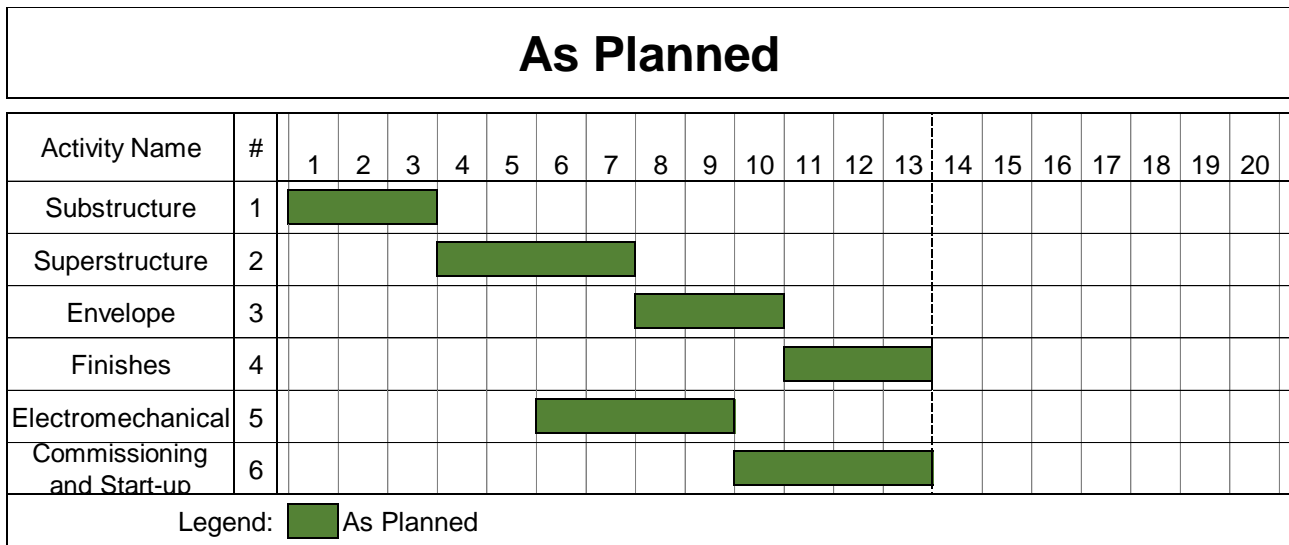 As Planned
Activity Name # 1 2 3 4 5 6 7 8 9 10 11 12 13 14 15 16 17 18 19 20
Substructure 1
Superstructure 2
Envelope 3
Finishes 4
Electromechanical 5
Commissioning
and Start-up 6
Legend: As Planned